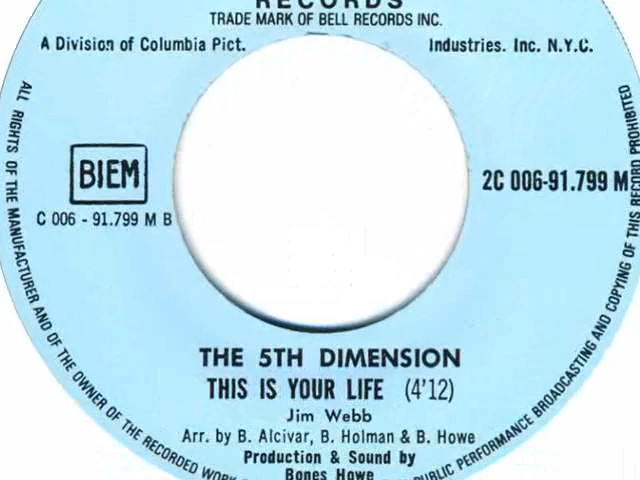 RECORDS
TRADE MARK OF BELL RECORDS INC.
A Division of Columbia Pict. Industries. Inc. N.Y.C.
BIEM
2C 006-91.799 M
C 006 - 91.799 M B
THE 5TH DIMENSION
THIS IS YOUR LIFE (4'12)
Jim Webb
Arr. by B. Alcivar, B. Holman & B. Howe
Production & Sound by
Bones Howe
ALL RIGHTS OF THE MANUFACTURER AND OF THE OWNER OF THE RECORDED WORK
PUBLIC PERFORMANCE BROADCASTING AND COPYING OF THIS RECORD PROHIBITED